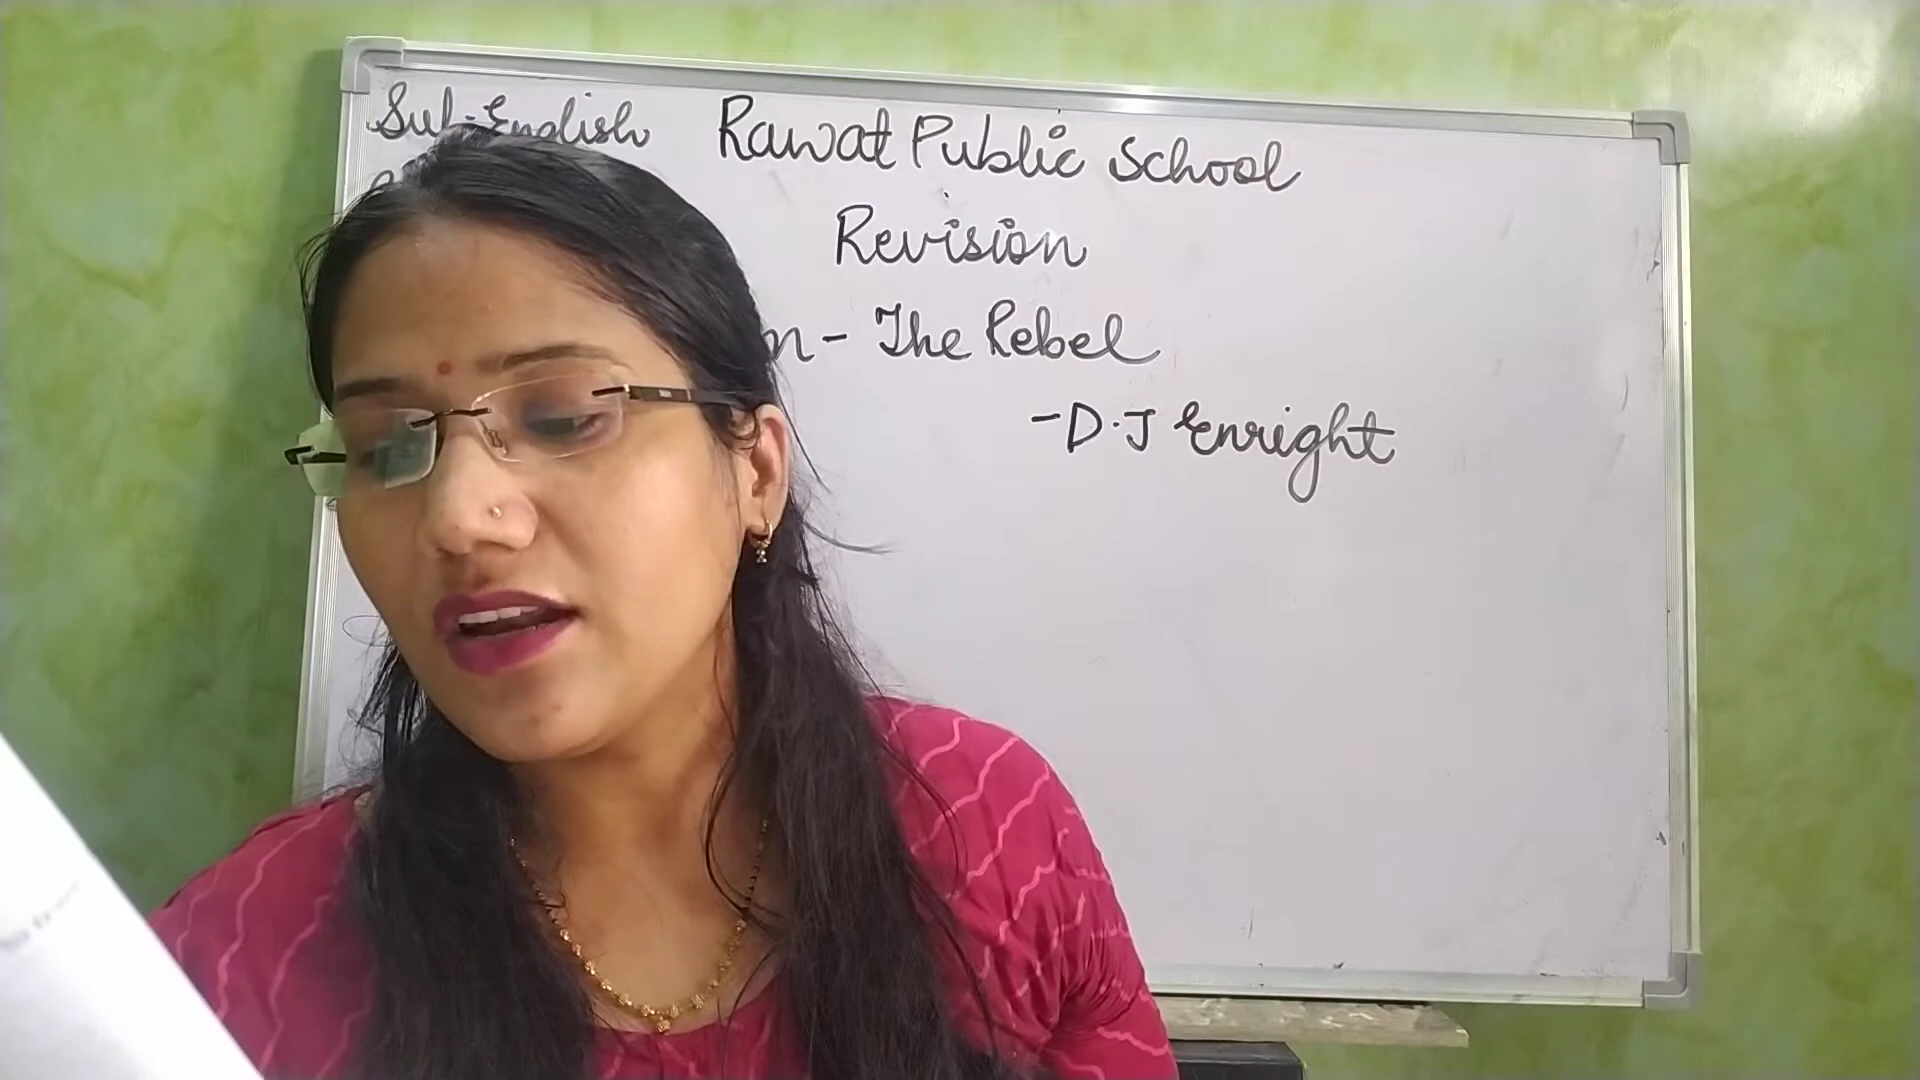 Sub-English
Rawat Public School
Revision
- The Rebel
-D.J Enright